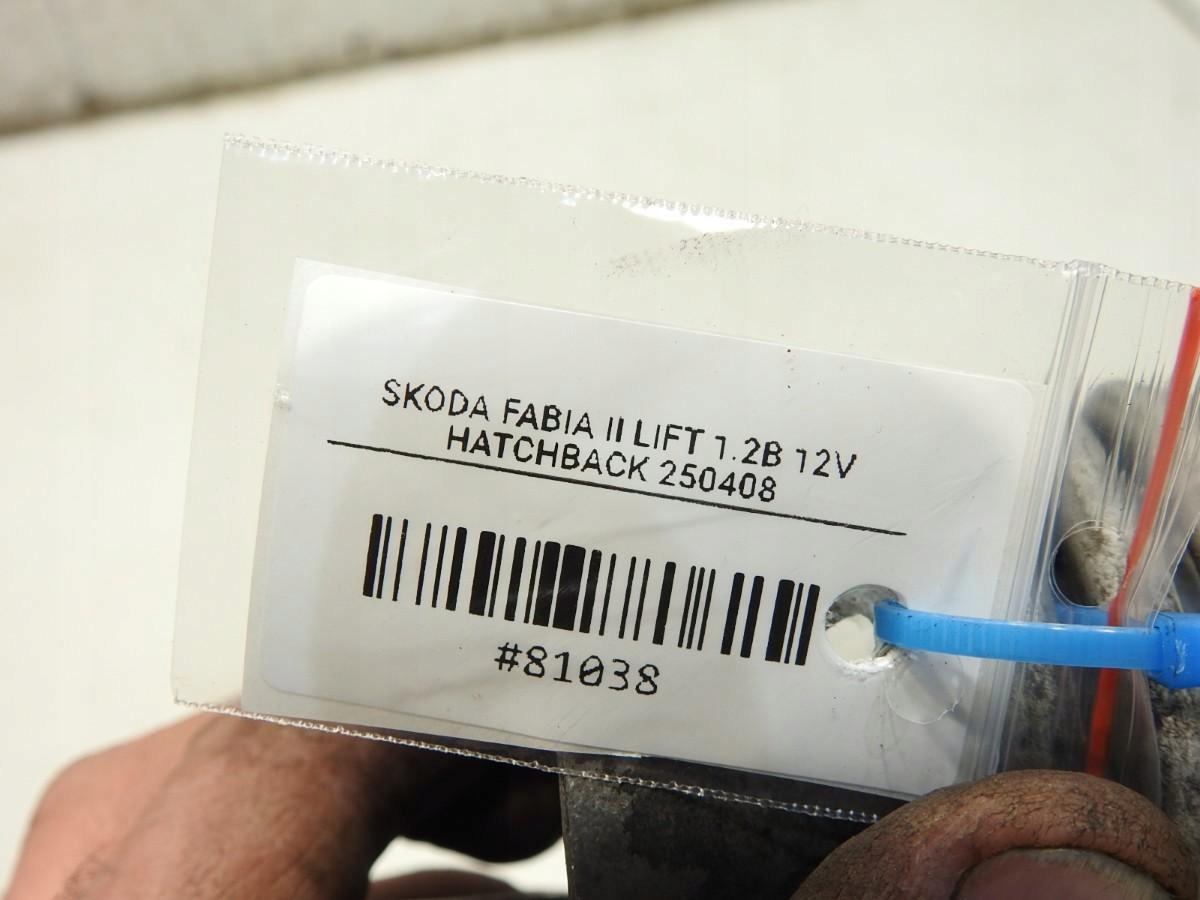 SKODA FABIA II LIFT 1.2B 12V
HATCHBACK 250408
#81038